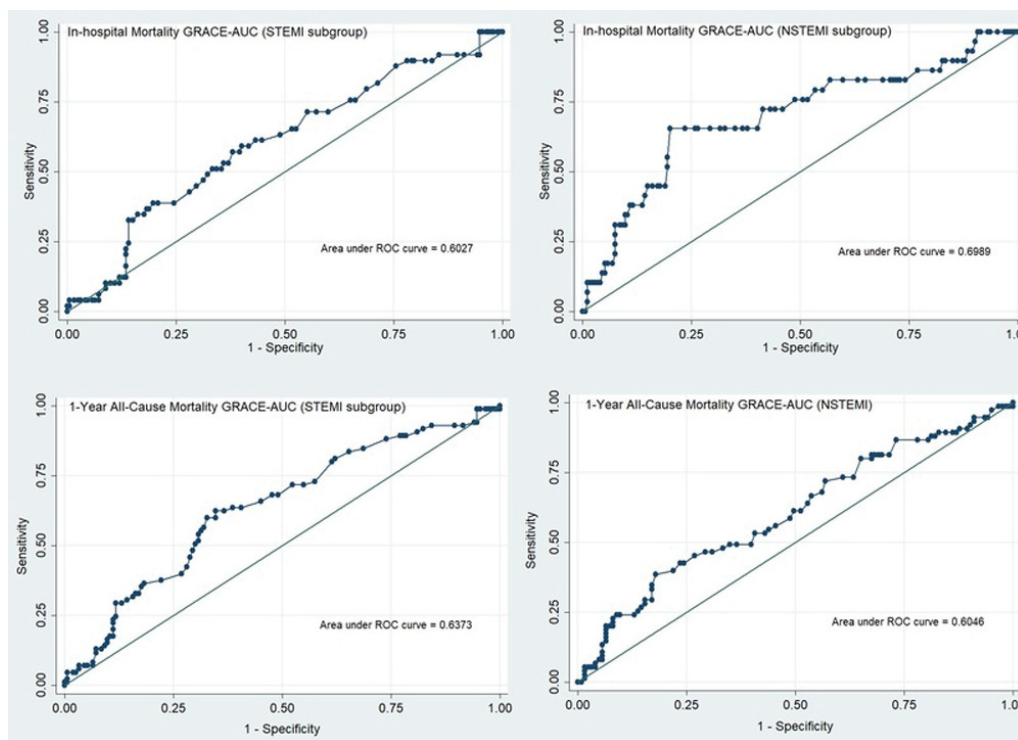 In-hospital Mortality GRACE-AUC (STEMI subgroup)
Sensitivity
1.00
0.75
0.50
0.25
0.00
Area under ROC curve = 0.6027
0.00 0.25 0.50 0.75 1.00
1 - Specificity
In-hospital Mortality GRACE-AUC (NSTEMI subgroup)
Sensitivity
1.00
0.75
0.50
0.25
0.00
Area under ROC curve = 0.6989
0.00 0.25 0.50 0.75 1.00
1 - Specificity
1-Year All-Cause Mortality GRACE-AUC (STEMI subgroup)
Sensitivity
1.00
0.75
0.50
0.25
0.00
Area under ROC curve = 0.6373
0.00 0.25 0.50 0.75 1.00
1 - Specificity
1-Year All-Cause Mortality GRACE-AUC (NSTEMI)
Sensitivity
1.00
0.75
0.50
0.25
0.00
Area under ROC curve = 0.6046
0.00 0.25 0.50 0.75 1.00
1 - Specificity